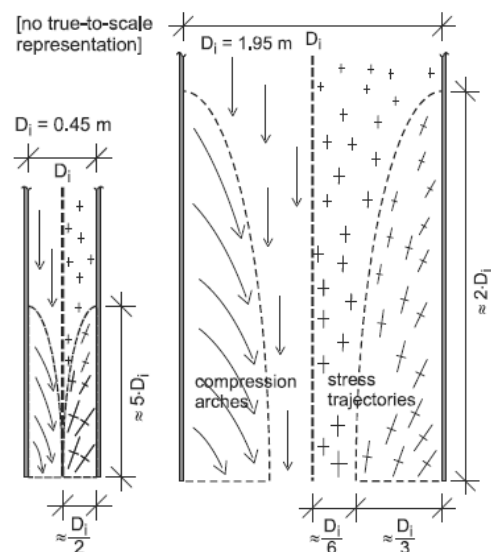 [no true-to-scale
representation]
Dᵢ = 1.95 m
Dᵢ
Dᵢ = 0.45 m
Dᵢ
≈ 5·Dᵢ
≈ 2·Dᵢ
compression
arches
stress
trajectories
≈ Dᵢ/2
≈ Dᵢ/6
≈ Dᵢ/3